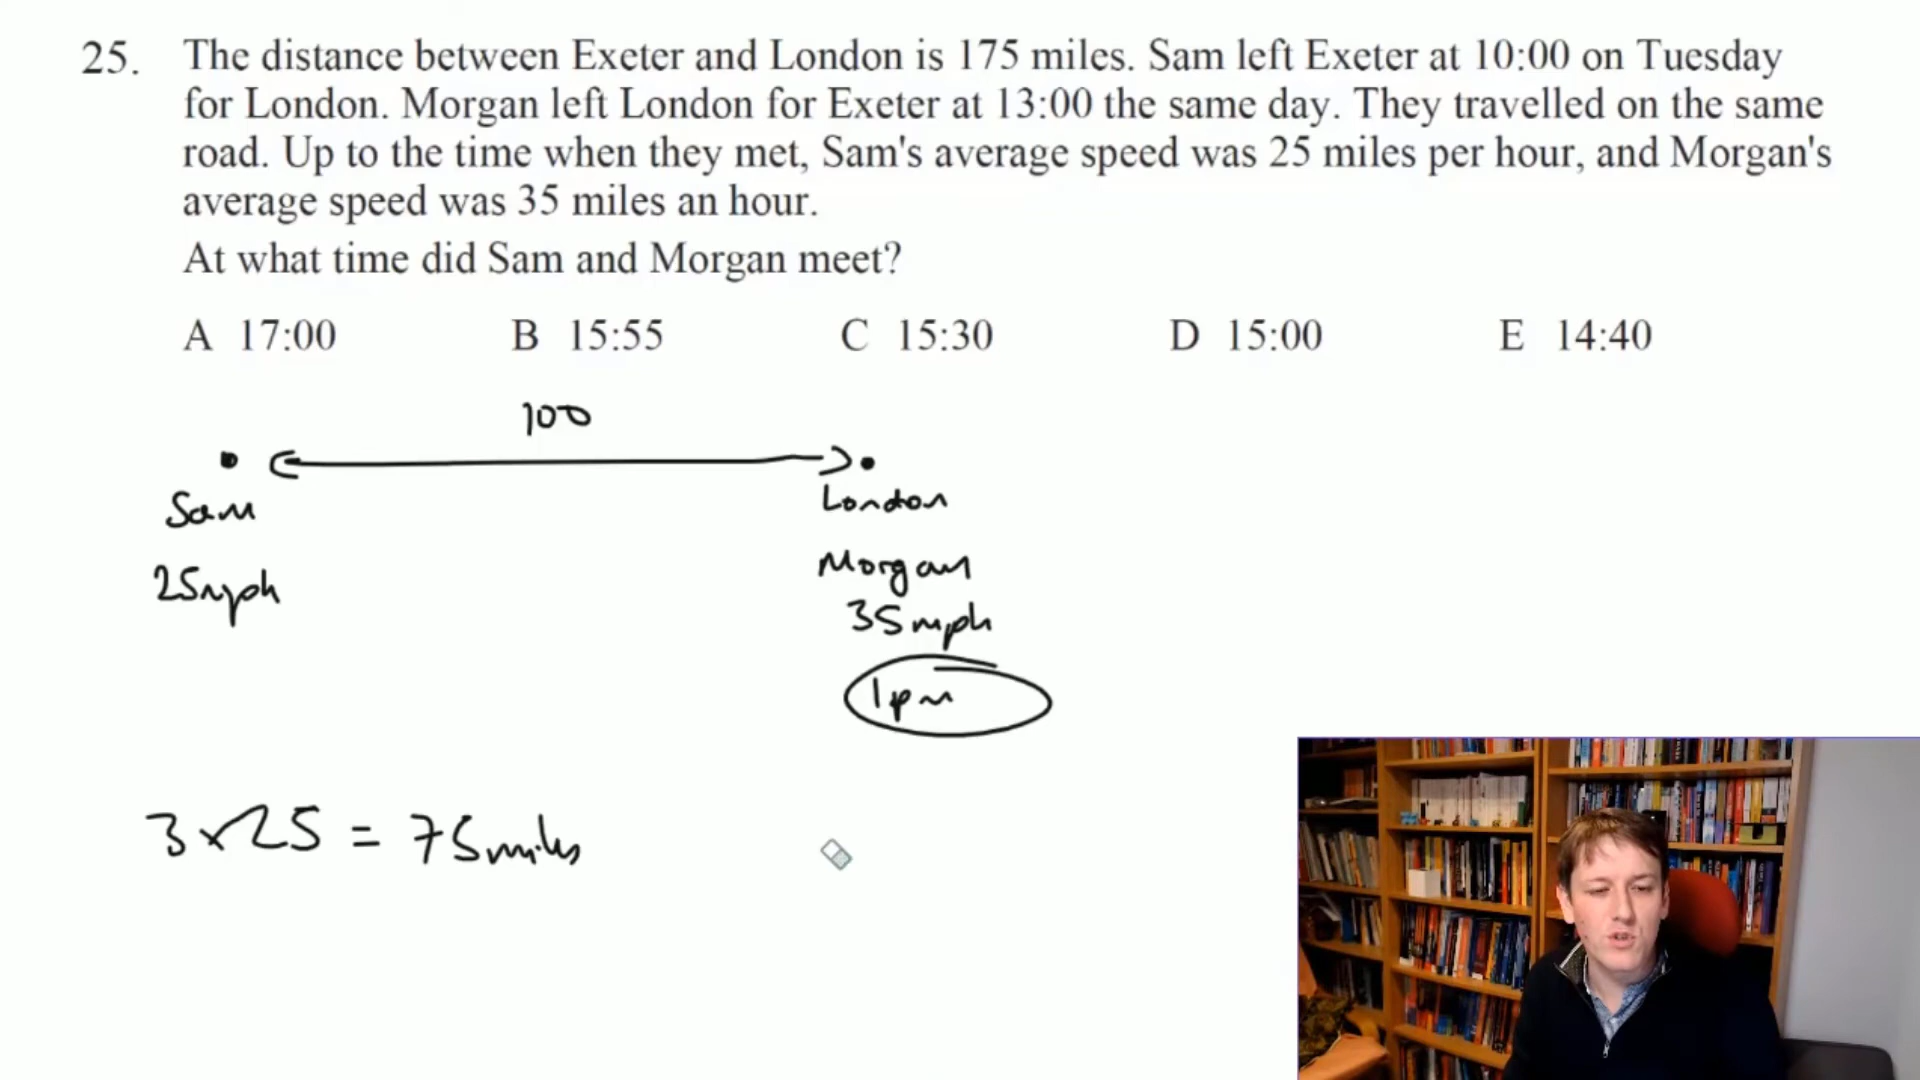 25. The distance between Exeter and London is 175 miles. Sam left Exeter at 10:00 on Tuesday
for London. Morgan left London for Exeter at 13:00 the same day. They travelled on the same
road. Up to the time when they met, Sam's average speed was 25 miles per hour, and Morgan's
average speed was 35 miles an hour.
At what time did Sam and Morgan meet?
A 17:00 B 15:55 C 15:30 D 15:00 E 14:40
100
Sam London
25mph Morgan
35mph
1pm
3 x 25 = 75 miles